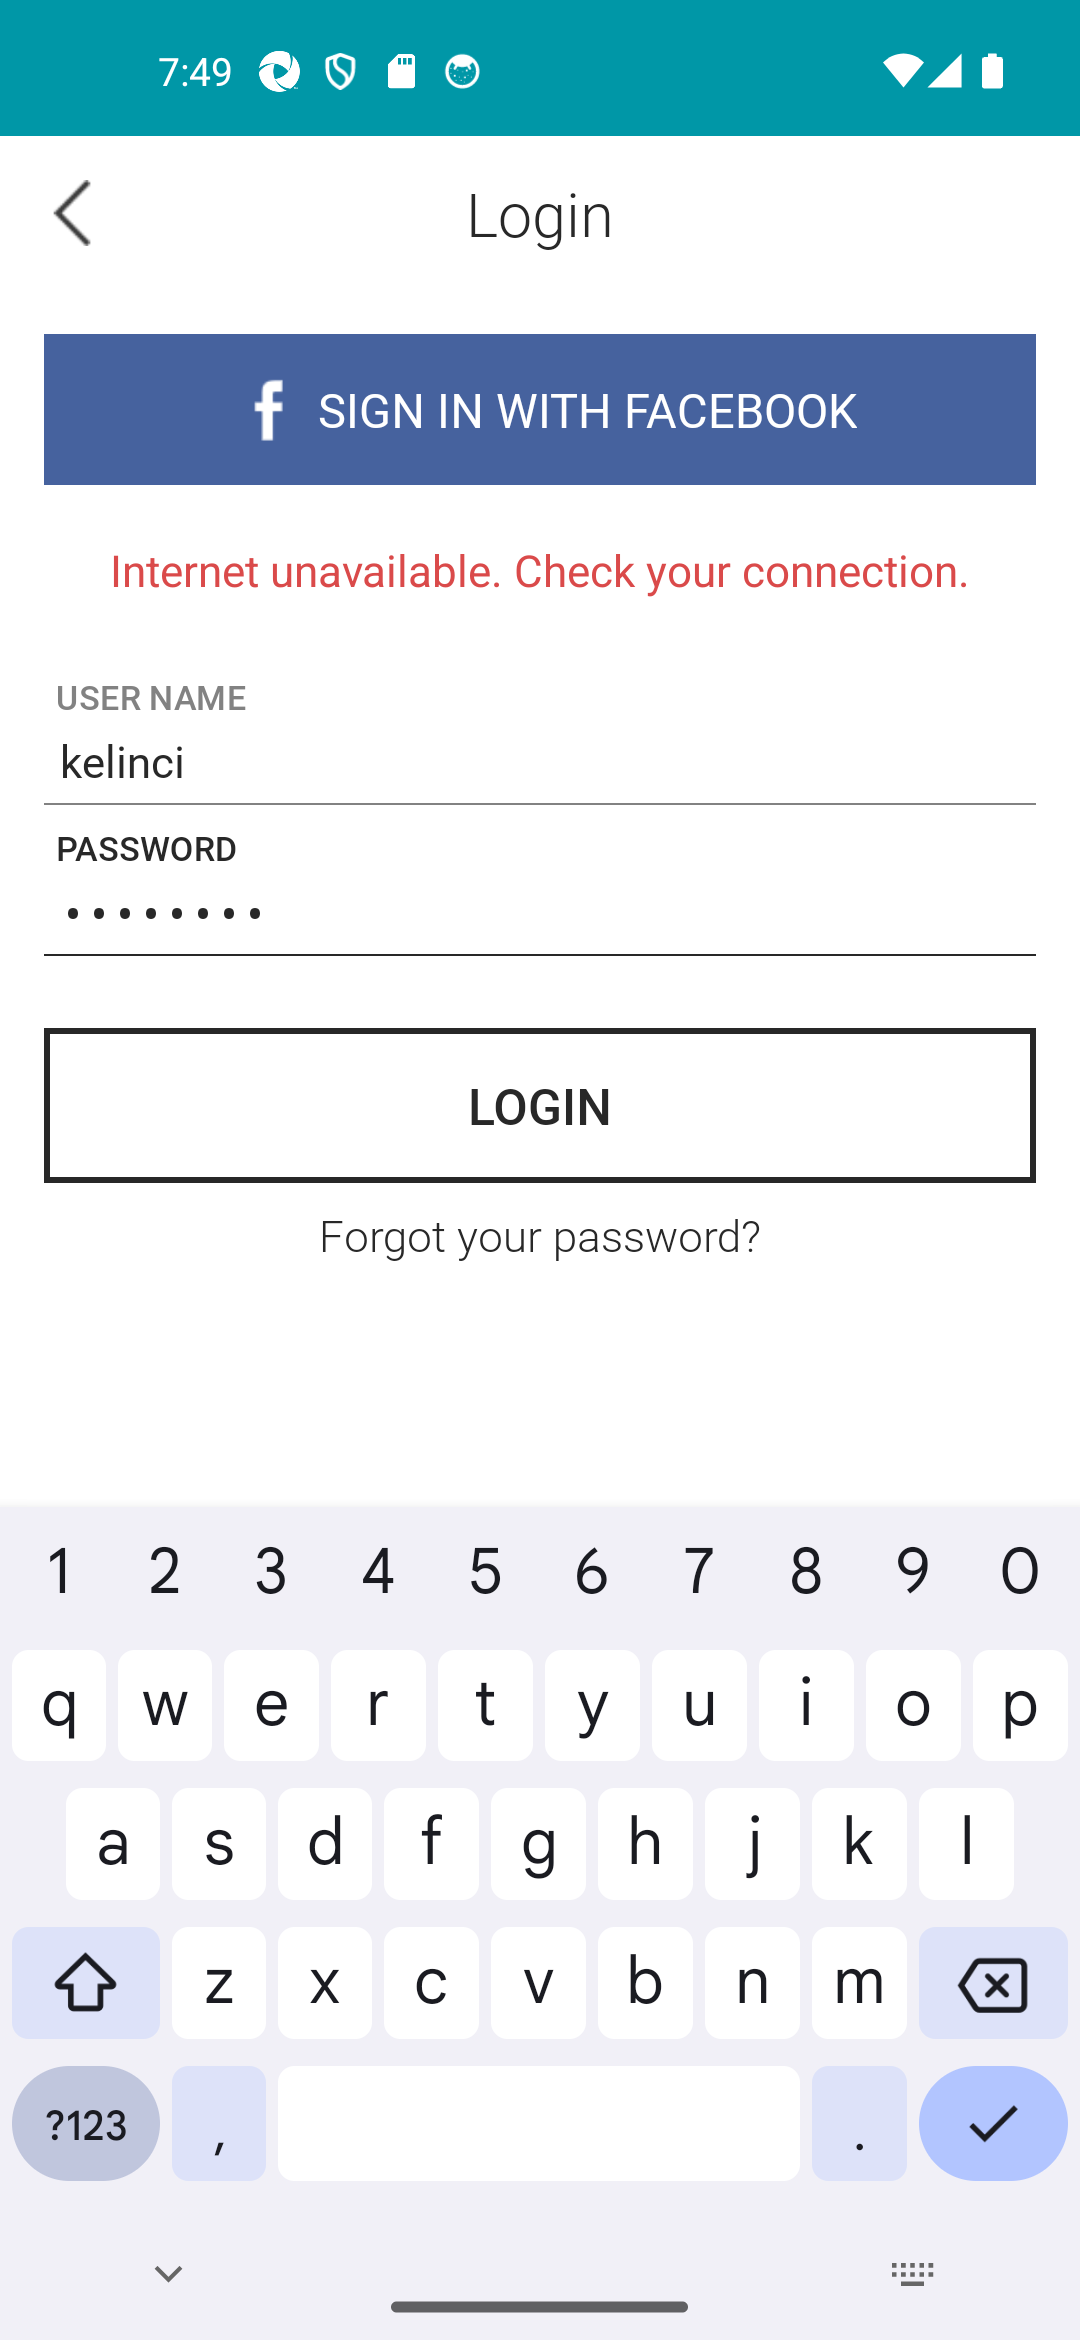 7:49
Login
SIGN IN WITH FACEBOOK
Internet unavailable. Check your connection.
USER NAME
kelinci
PASSWORD
••••••••
LOGIN
Forgot your password?
1 2 3 4 5 6 7 8 9 0
q w e r t y u i o p
a s d f g h j k l
z x c v b n m
?123 , .